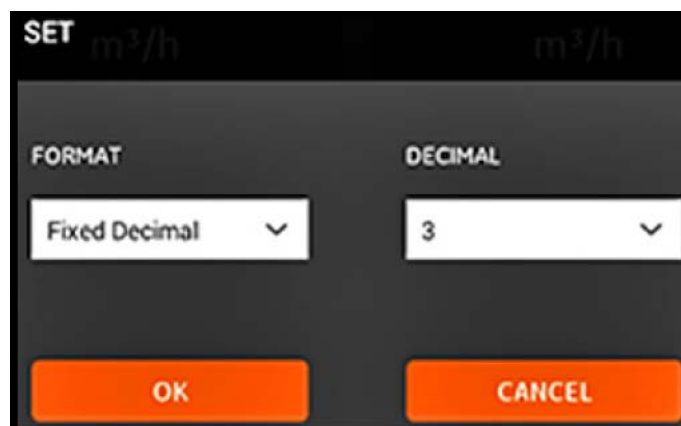 SET
m³/h m³/h
FORMAT DECIMAL
Fixed Decimal 3
OK CANCEL